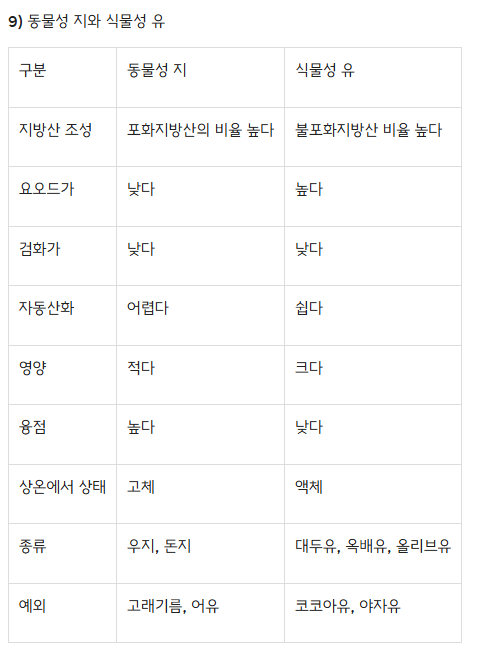 9) 동물성 지와 식물성 유
구분 동물성 지 식물성 유
지방산 조성 포화지방산의 비율 높다 불포화지방산 비율 높다
요오드가 낮다 높다
검화가 낮다 낮다
자동산화 어렵다 쉽다
영양 적다 크다
융점 높다 낮다
상온에서 상태 고체 액체
종류 우지, 돈지 대두유, 옥배유, 올리브유
예외 고래기름, 어유 코코아유, 야자유